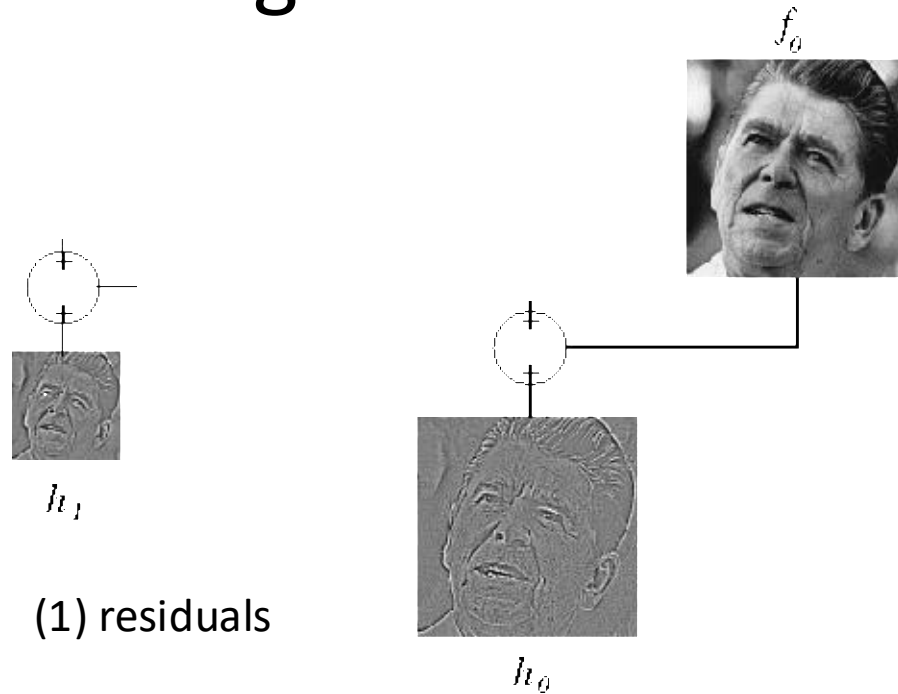 f₀
h₁
(1) residuals
h₀